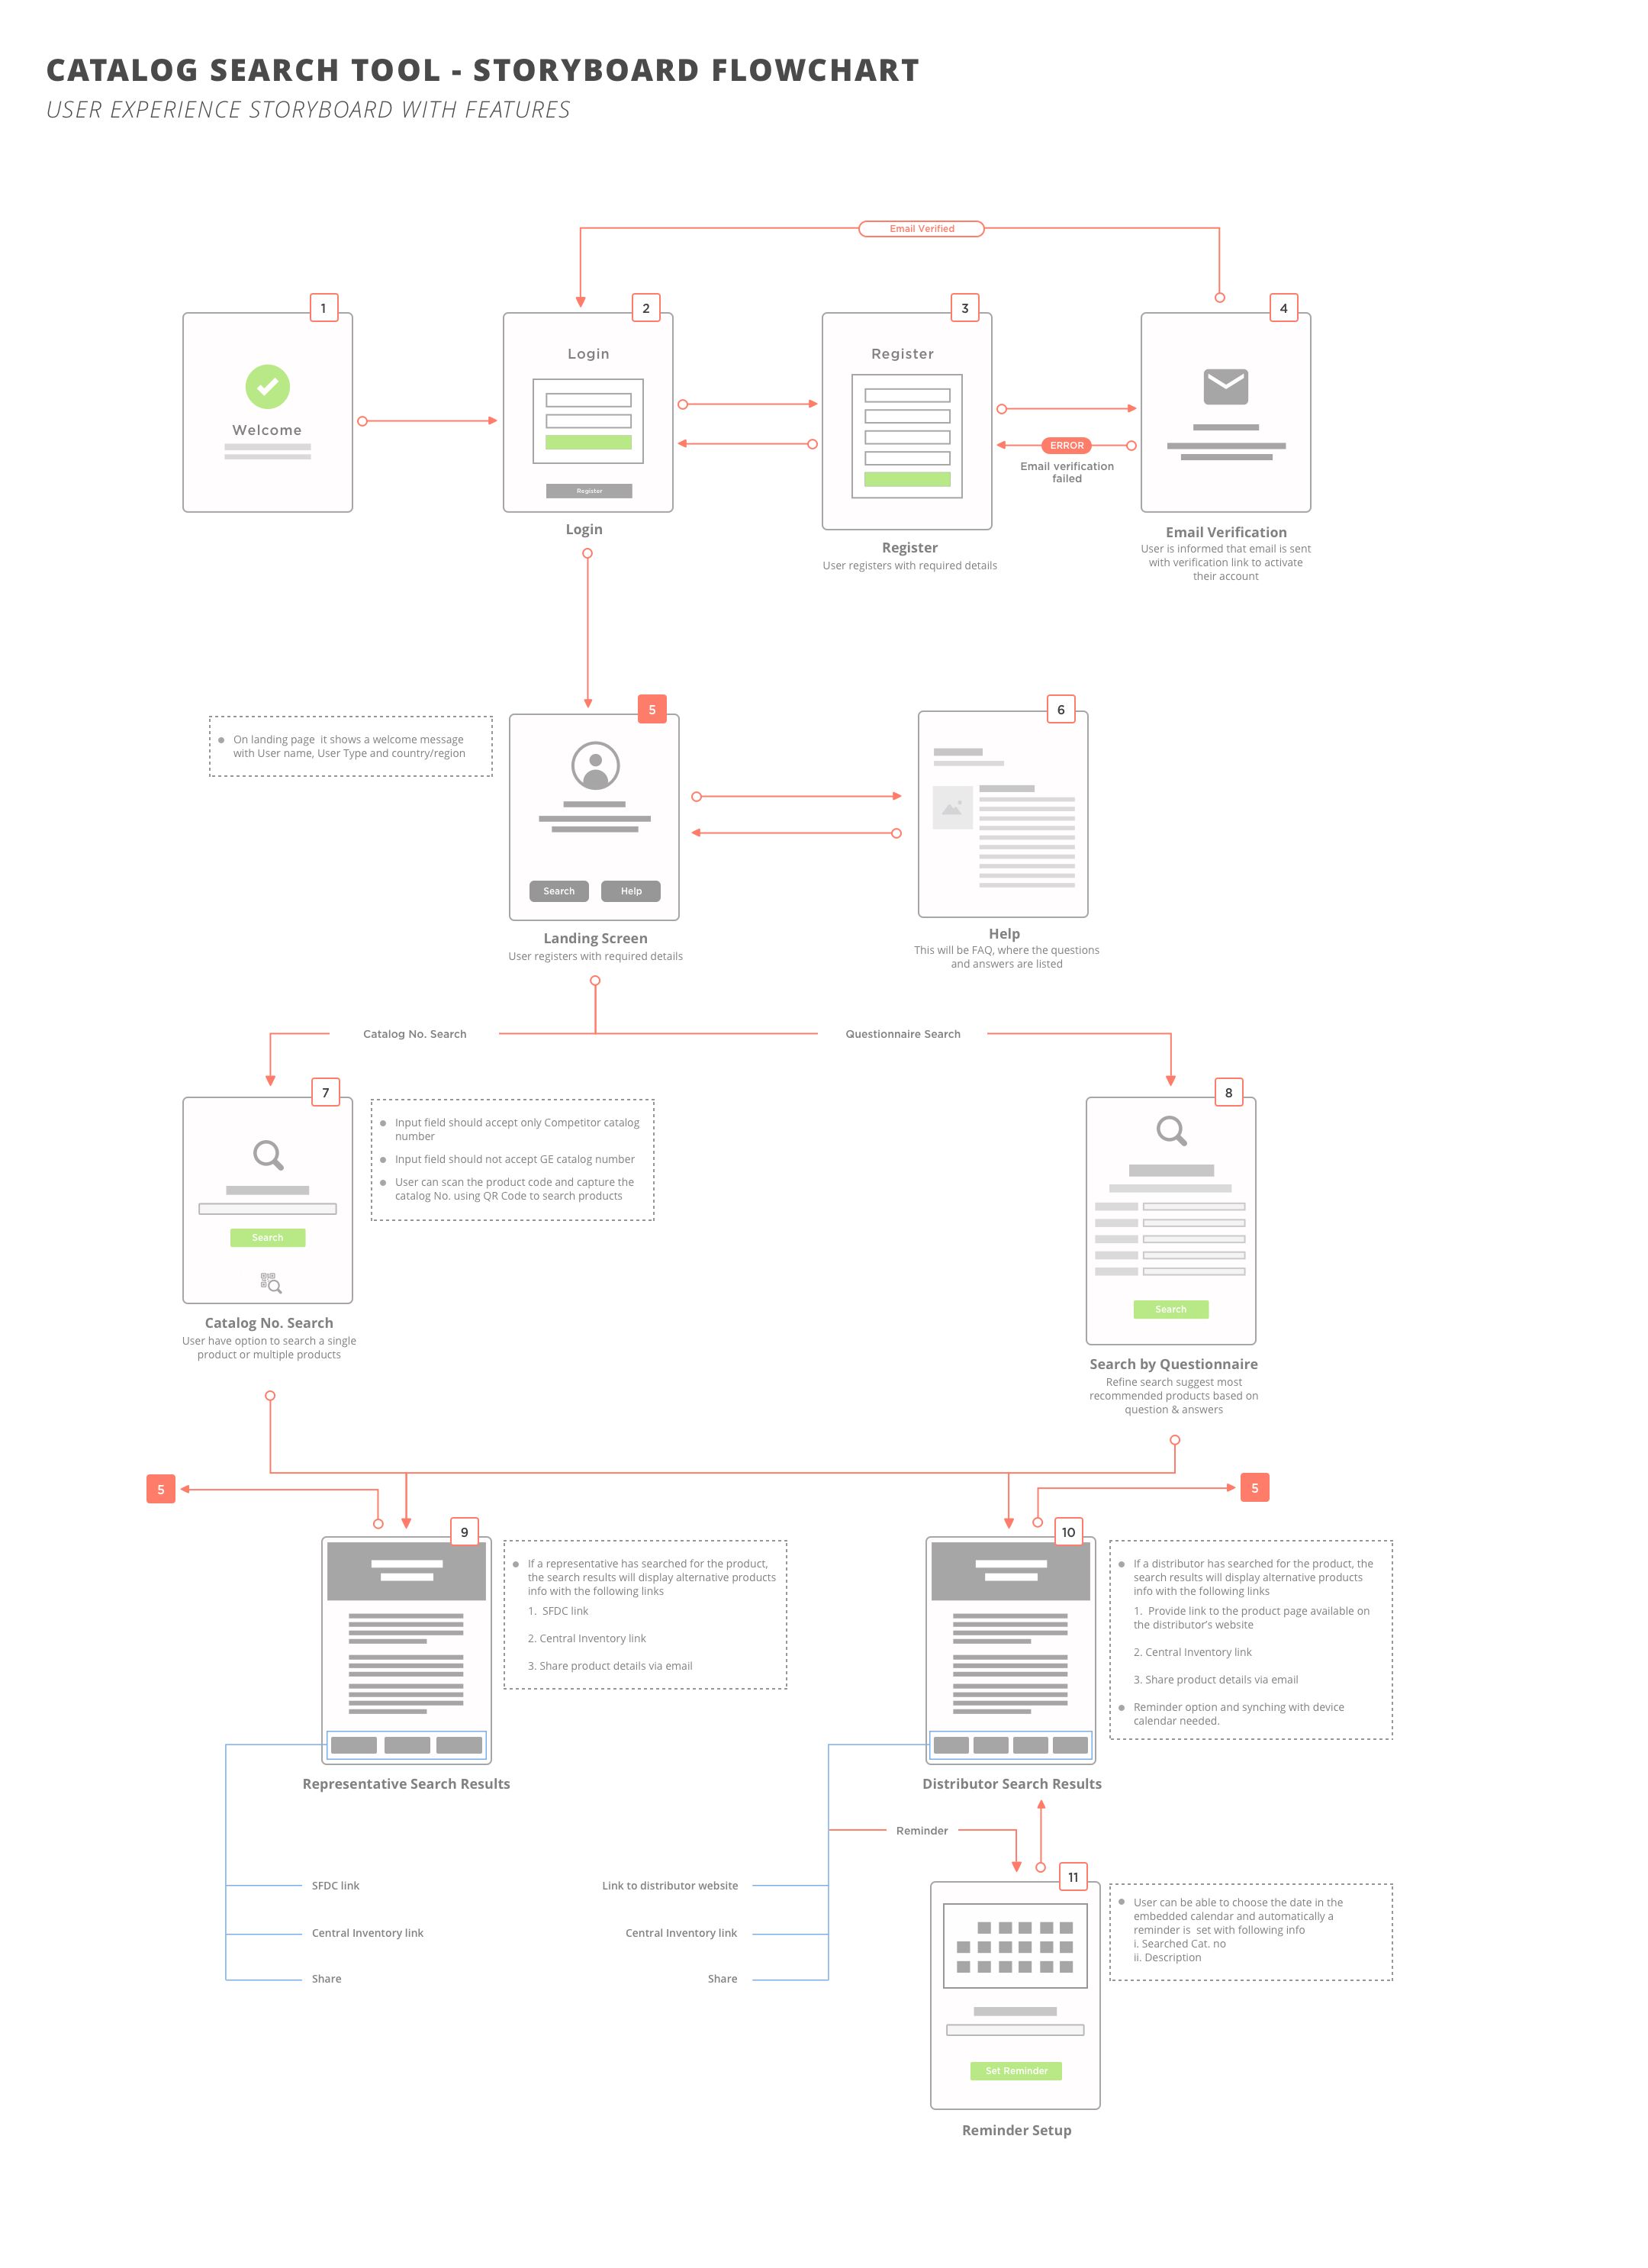 CATALOG SEARCH TOOL - STORYBOARD FLOWCHART
USER EXPERIENCE STORYBOARD WITH FEATURES
Email Verified
1
Welcome
2
Login
Register
Login
3
Register
Register
User registers with required details
ERROR
Email verification
failed
4
Email Verification
User is informed that email is sent
with verification link to activate
their account
On landing page it shows a welcome message
with User name, User Type and country/region
5
Search
Help
Landing Screen
User registers with required details
6
Help
This will be FAQ, where the questions
and answers are listed
Catalog No. Search
Questionnaire Search
7
Search
Catalog No. Search
User have option to search a single
product or multiple products
Input field should accept only Competitor catalog
number
Input field should not accept GE catalog number
User can scan the product code and capture the
catalog No. using QR Code to search products
8
Search
Search by Questionnaire
Refine search suggest most
recommended products based on
question & answers
5
5
9
Representative Search Results
If a representative has searched for the product,
the search results will display alternative products
info with the following links
1. SFDC link
2. Central Inventory link
3. Share product details via email
10
Distributor Search Results
If a distributor has searched for the product, the
search results will display alternative products
info with the following links
1. Provide link to the product page available on
the distributor's website
2. Central Inventory link
3. Share product details via email
Reminder option and synching with device
calendar needed.
SFDC link
Central Inventory link
Share
Reminder
Link to distributor website
Central Inventory link
Share
11
Set Reminder
Reminder Setup
User can be able to choose the date in the
embedded calendar and automatically a
reminder is set with following info
i. Searched Cat. no
ii. Description